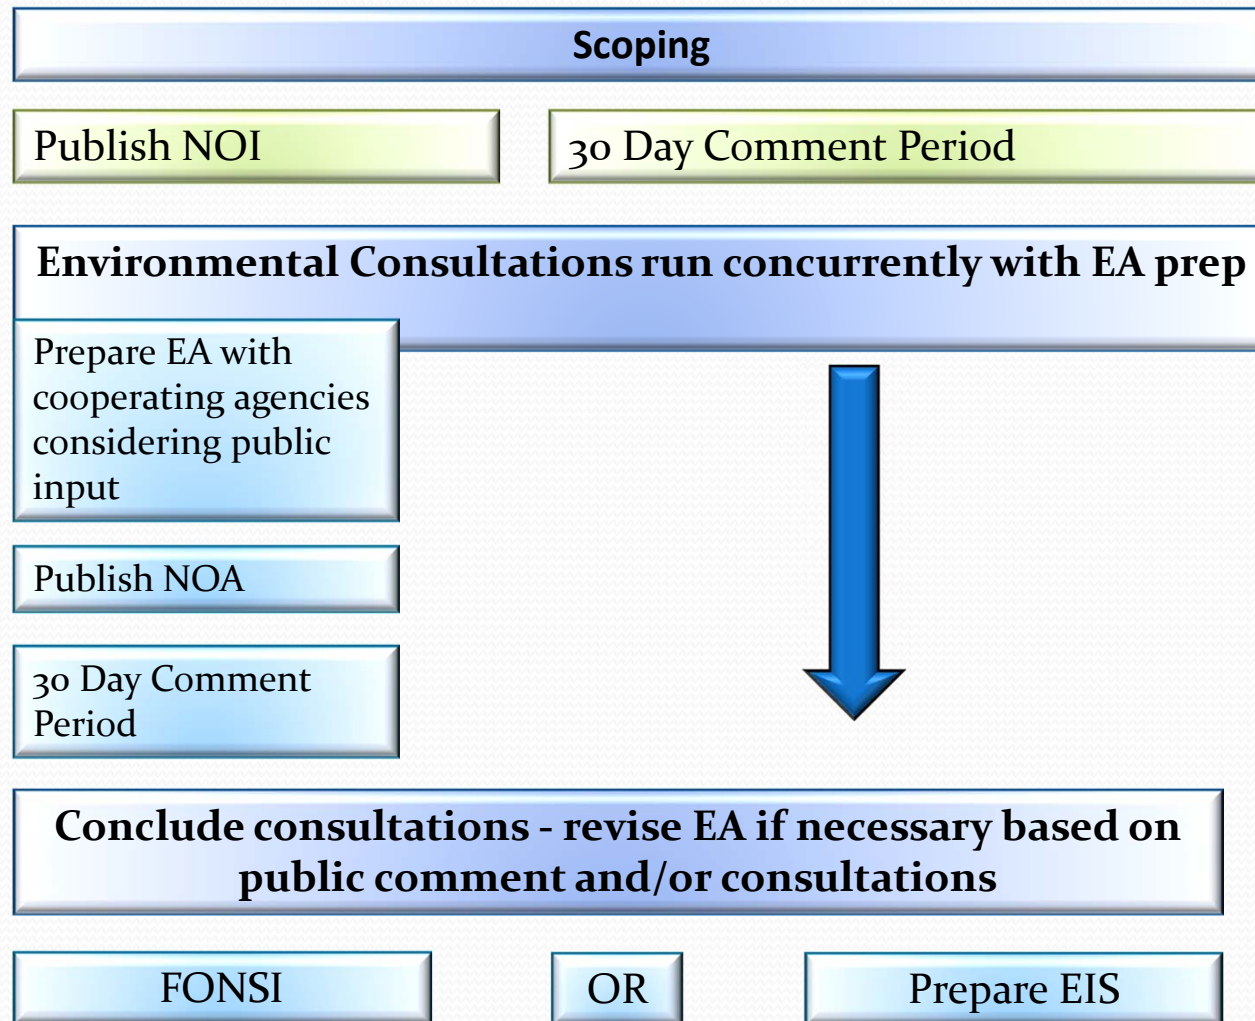 Scoping
Publish NOI
30 Day Comment Period
Environmental Consultations run concurrently with EA prep
Prepare EA with
cooperating agencies
considering public
input
Publish NOA
30 Day Comment
Period
Conclude consultations - revise EA if necessary based on
public comment and/or consultations
FONSI
OR
Prepare EIS